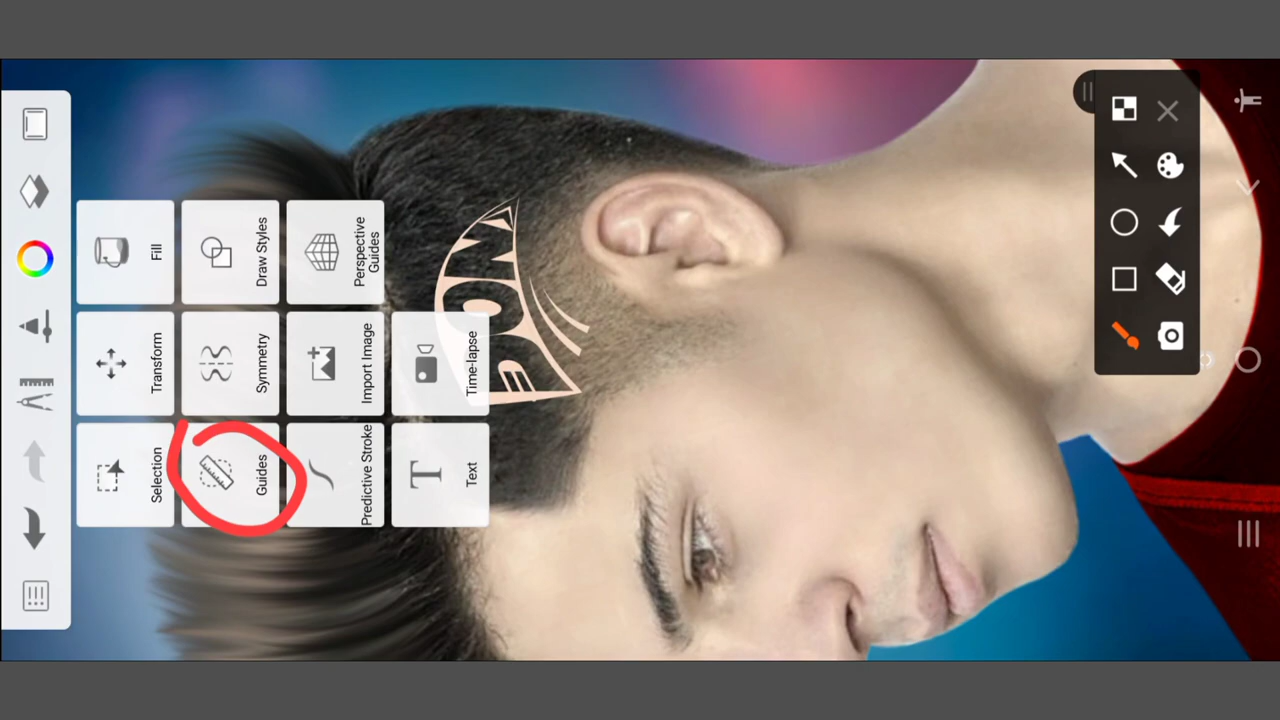 Selection
Transform
Fill
Guides
Symmetry
Draw Styles
Predictive Stroke
Import Image
Perspective
Guides
Text
Time-lapse